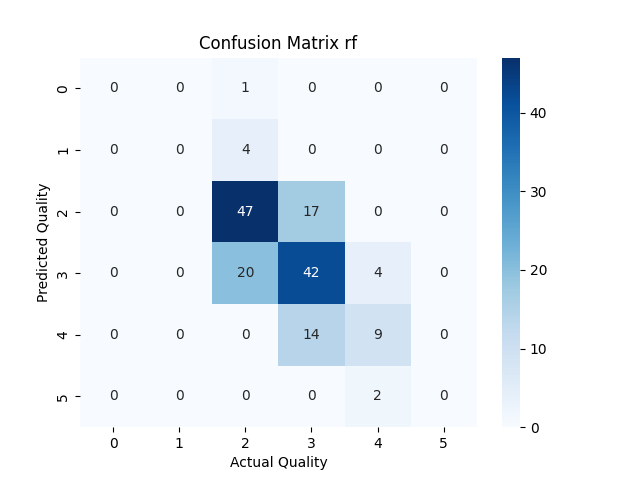 Confusion Matrix rf
0 0 0 1 0 0 0
1 0 0 4 0 0 0
2 0 0 47 17 0 0
3 0 0 20 42 4 0
4 0 0 0 14 9 0
5 0 0 0 0 2 0
0 1 2 3 4 5
Predicted Quality
Actual Quality
40
30
20
10
0